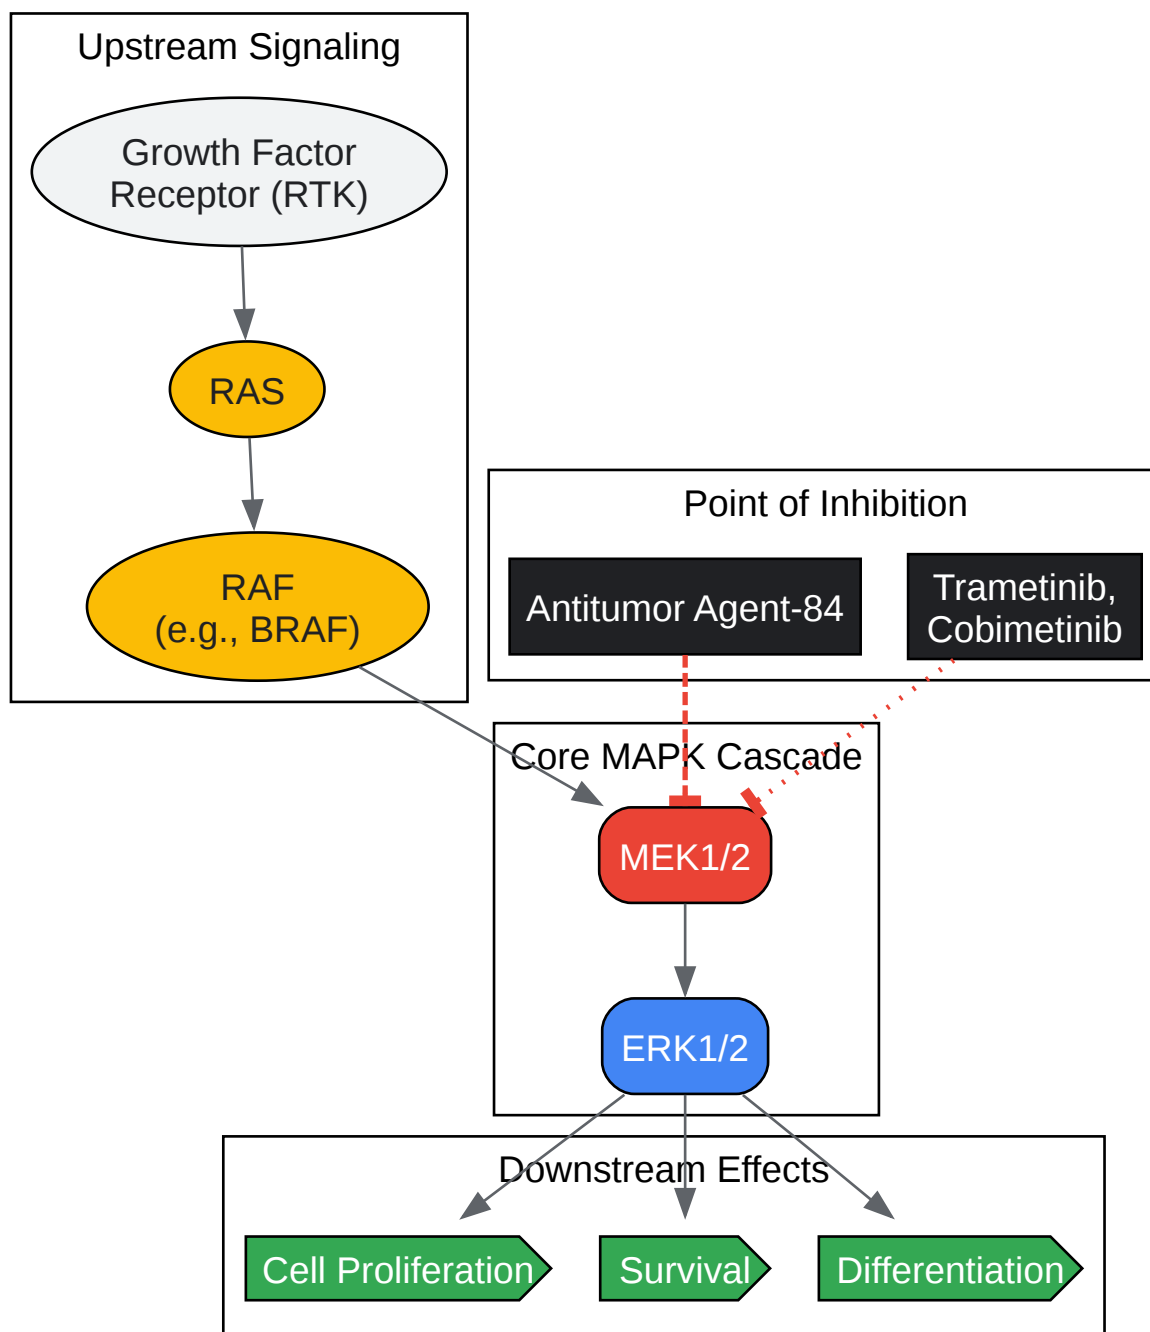 Upstream Signaling
Growth Factor
Receptor (RTK)
RAS
RAF
(e.g., BRAF)
Point of Inhibition
Antitumor Agent-84
Trametinib,
Cobimetinib
Core MAPK Cascade
MEK1/2
ERK1/2
Downstream Effects
Cell Proliferation
Survival
Differentiation